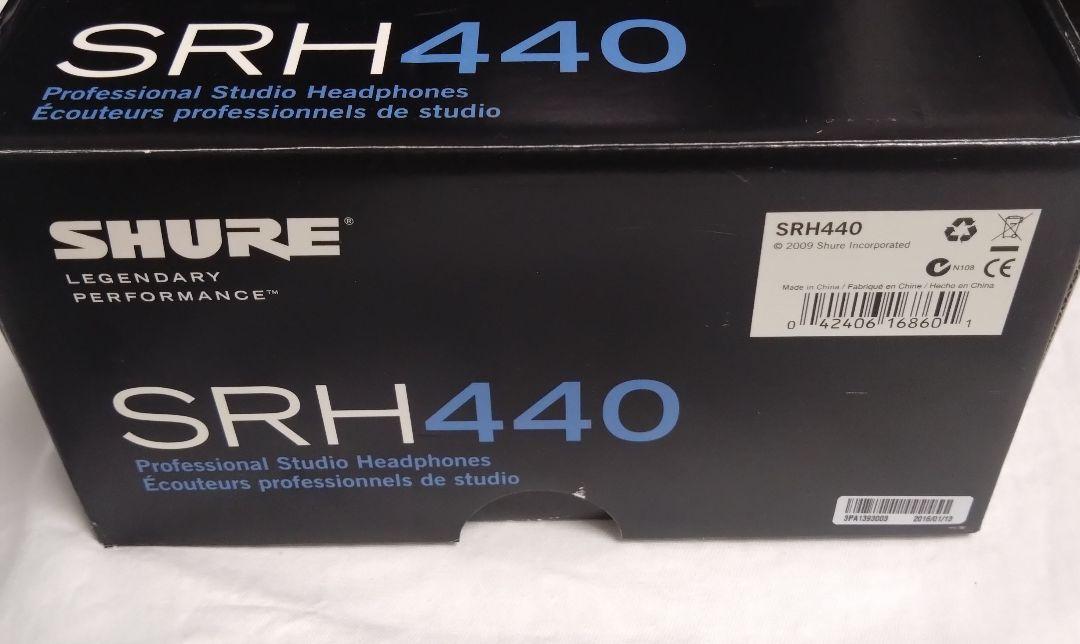 SRH440
Professional Studio Headphones
Écouteurs professionnels de studio
SHURE®
LEGENDARY
PERFORMANCE™
SRH440
© 2009 Shure Incorporated
N108 CE
Made in China / Fabriqué en Chine / Hecho en China
0 42406 16860 1
SRH440
Professional Studio Headphones
Écouteurs professionnels de studio
3PA1393003 2016/01/13